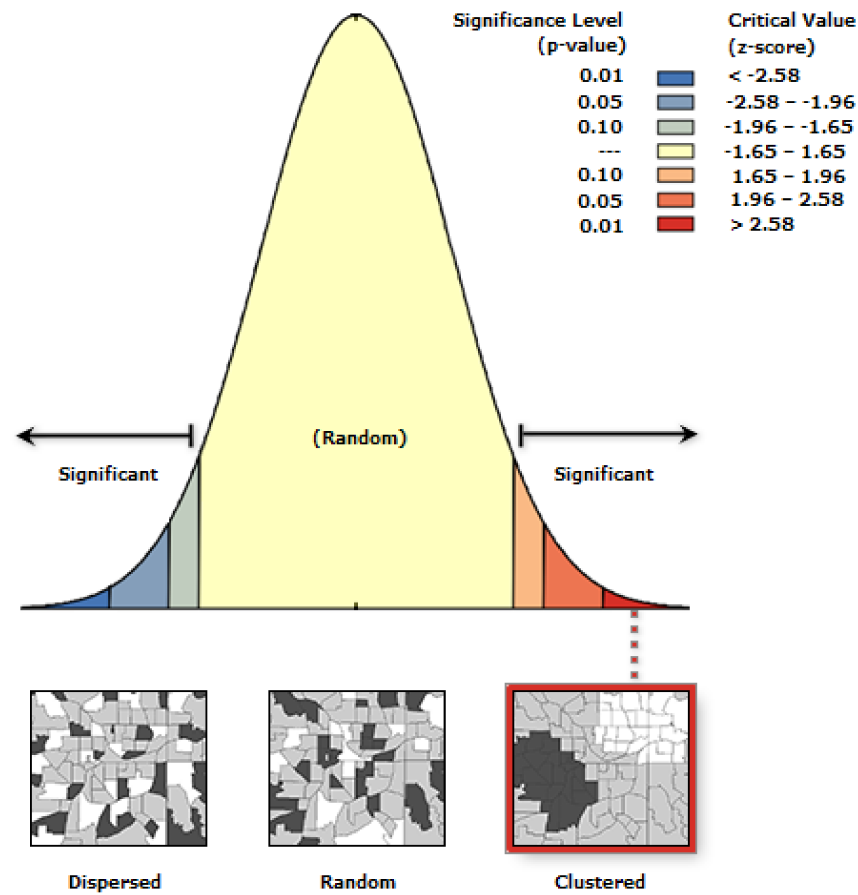 Significance Level
(p-value)
Critical Value
(z-score)
0.01 < -2.58
0.05 -2.58 – -1.96
0.10 -1.96 – -1.65
--- -1.65 – 1.65
0.10 1.65 – 1.96
0.05 1.96 – 2.58
0.01 > 2.58
(Random)
Significant
Significant
Dispersed
Random
Clustered